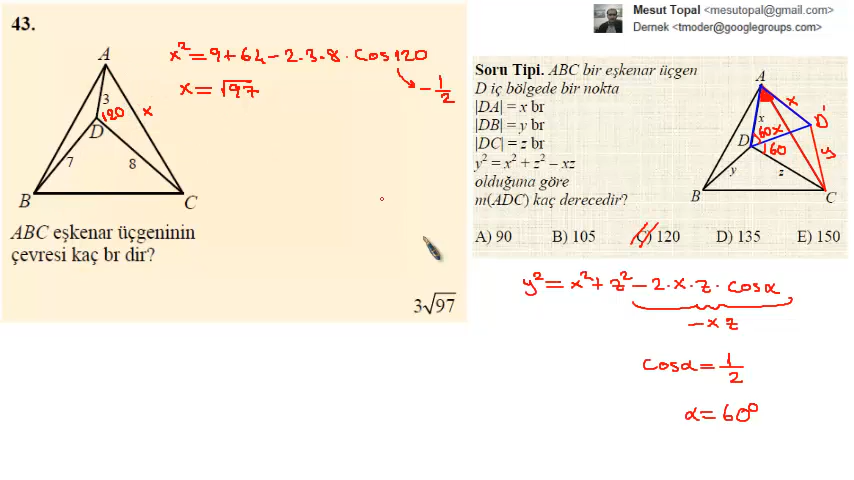 Mesut Topal <mesutopal@gmail.com>
Dernek <tmoder@googlegroups.com>
43.
A
3
120
x
D
7
8
B
C
x² = 9 + 64 - 2.3.8. cos120
x = √97
- 1/2
ABC eşkenar üçgeninin
çevresi kaç br dir?
3√97
Soru Tipi. ABC bir eşkenar üçgen
D iç bölgede bir nokta
|DA| = x br
|DB| = y br
|DC| = z br
y² = x² + z² – xz
olduğuna göre
m(ADC) kaç derecedir?
A
x
D'
x
60
x
D
60
y
y
z
B
C
A) 90 B) 105 C) 120 D) 135 E) 150
y² = x² + z² - 2.x.z.cosα
- x z
cosα = 1/2
α = 60°